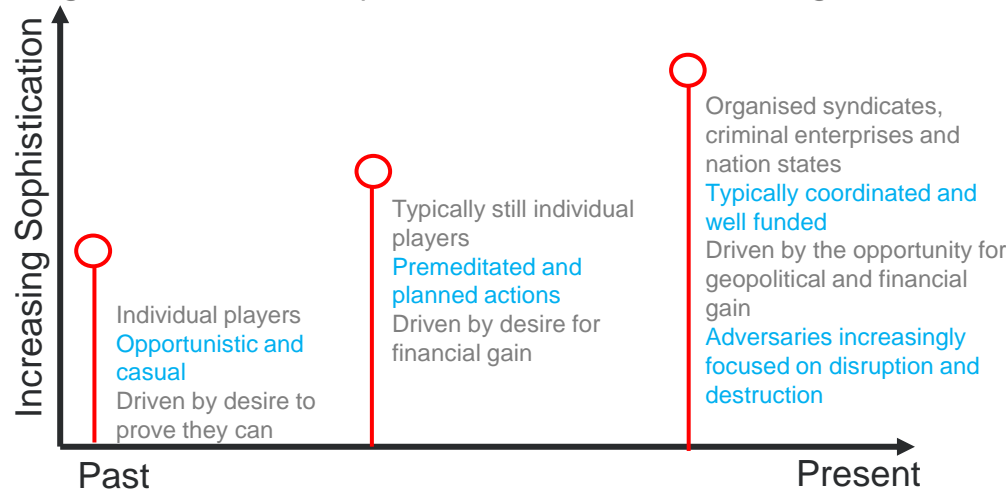 Increasing Sophistication
Individual players
Opportunistic and
casual
Driven by desire to
prove they can
Typically still individual
players
Premeditated and
planned actions
Driven by desire for
financial gain
Organised syndicates,
criminal enterprises and
nation states
Typically coordinated and
well funded
Driven by the opportunity for
geopolitical and financial
gain
Adversaries increasingly
focused on disruption and
destruction
Past
Present